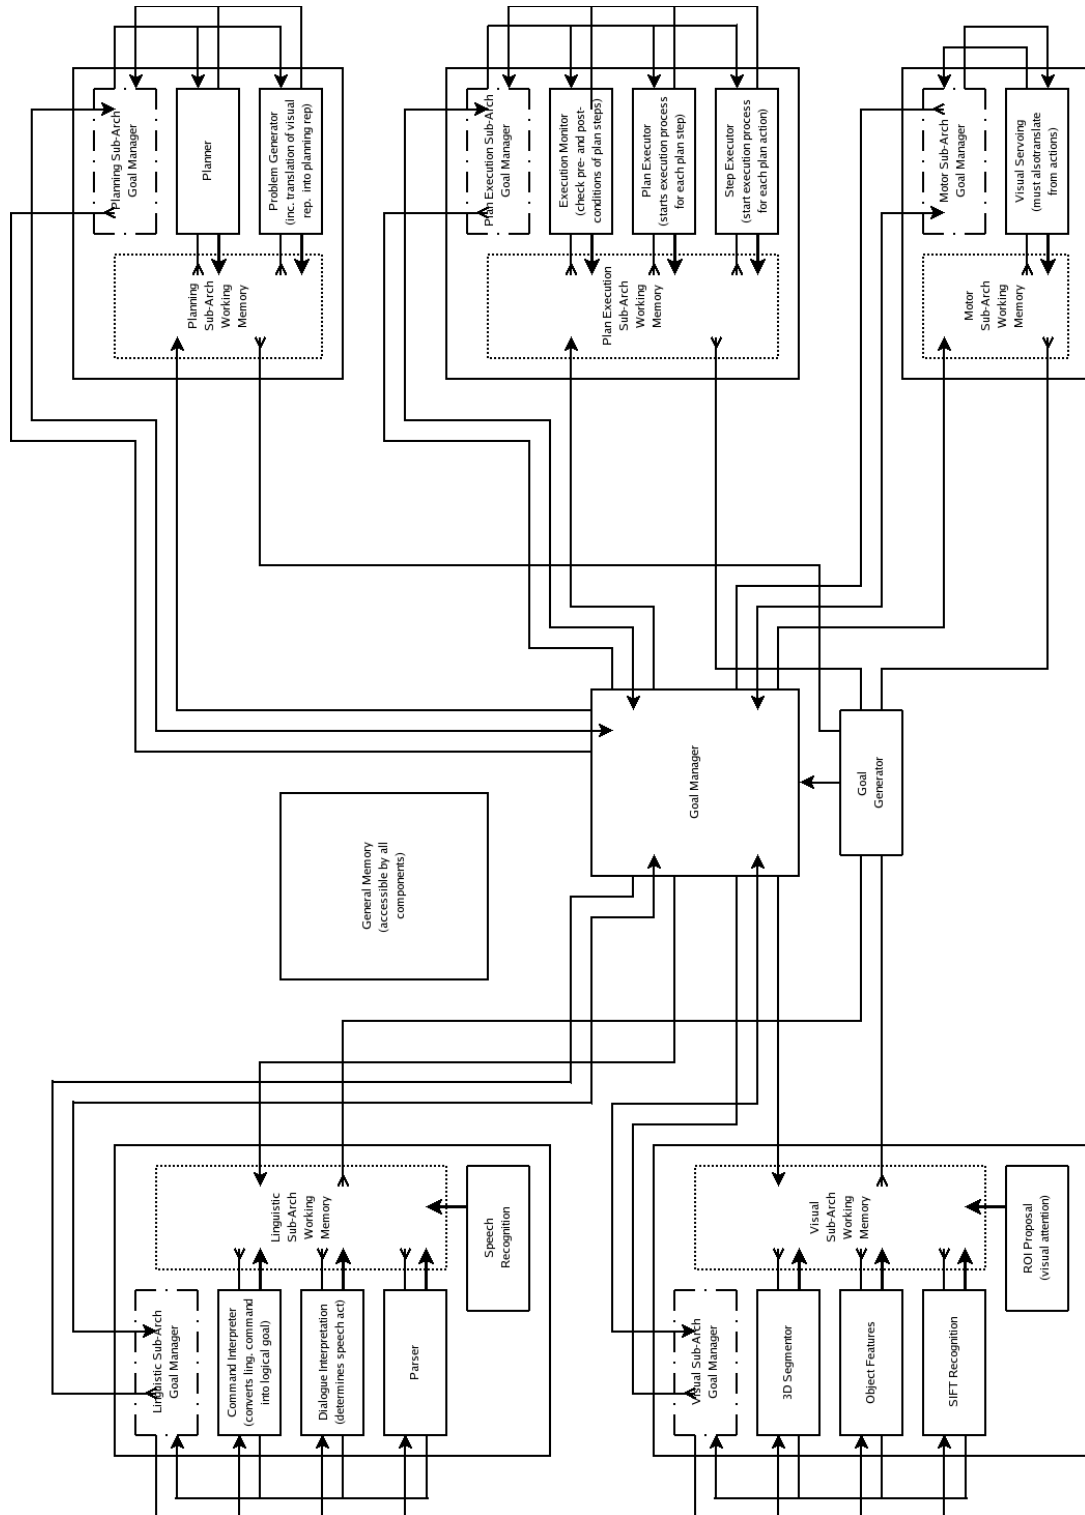 Planning Sub-Arch
Goal Manager
Planner
Problem Generator
(inc. translation of visual
rep. into planning rep)
Planning
Sub-Arch
Working
Memory
Plan Execution Sub-Arch
Goal Manager
Execution Monitor
(check pre- and post-
conditions of plan steps)
Plan Executor
(starts execution process
for each plan step)
Step Executor
(start execution process
for each plan action)
Plan Execution
Sub-Arch
Working
Memory
Motor Sub-Arch
Goal Manager
Visual Servoing
(must alsotranslate
from actions)
Motor
Sub-Arch
Working
Memory
General Memory
(accessible by all
components)
Goal Manager
Goal
Generator
Linguistic Sub-Arch
Goal Manager
Command Interpreter
(converts ling. command
into logical goal)
Dialogue Interpretation
(determines speech act)
Parser
Linguistic
Sub-Arch
Working
Memory
Speech
Recognition
Visual Sub-Arch
Goal Manager
3D Segmentor
Object Features
SIFT Recognition
Visual
Sub-Arch
Working
Memory
ROI Proposal
(visual attention)